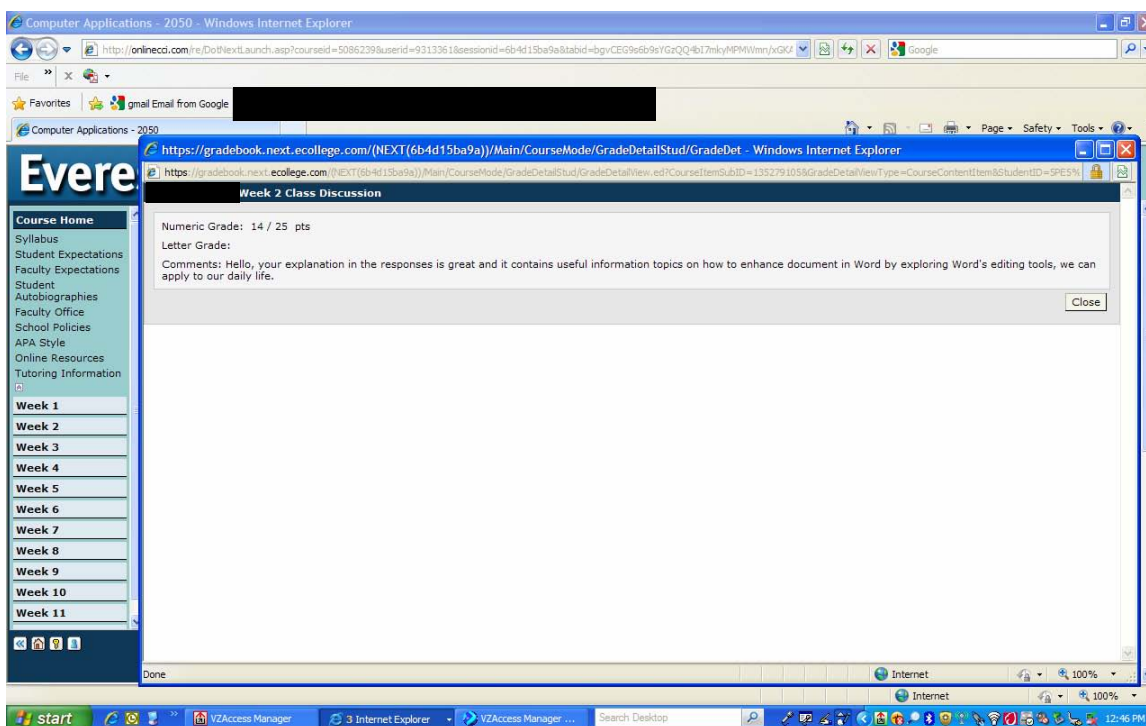 Computer Applications - 2050 - Windows Internet Explorer
http://onlinecci.com/re/DotNextLaunch.asp?courseid=5086239&userid=9313361&sessionid=6b4d15ba9a&tabid=
Google
File » X
Favorites gmail Email from Google
Computer Applications - 2050
Page Safety Tools
Evere
https://gradebook.next.ecollege.com/(NEXT(6b4d15ba9a))/Main/CourseMode/GradeDetailStud/GradeDet - Windows Internet Explorer
https://gradebook.next.ecollege.com/(NEXT(6b4d15ba9a))/Main/CourseMode/GradeDetailStud/GradeDetailView.ed?CourseItemSubID=135279105&GradeDetailViewType=CourseContentItem&StudentID=SPE5%
Week 2 Class Discussion
Numeric Grade: 14 / 25 pts
Letter Grade:
Comments: Hello, your explanation in the responses is great and it contains useful information topics on how to enhance document in Word by exploring Word's editing tools, we can
apply to our daily life.
Close
Course Home
Syllabus
Student Expectations
Faculty Expectations
Student
Autobiographies
Faculty Office
School Policies
APA Style
Online Resources
Tutoring Information
Week 1
Week 2
Week 3
Week 4
Week 5
Week 6
Week 7
Week 8
Week 9
Week 10
Week 11
Done
Internet
100%
Internet
100%
start
VZAccess Manager
3 Internet Explorer
VZAccess Manager ...
Search Desktop
12:46 PM